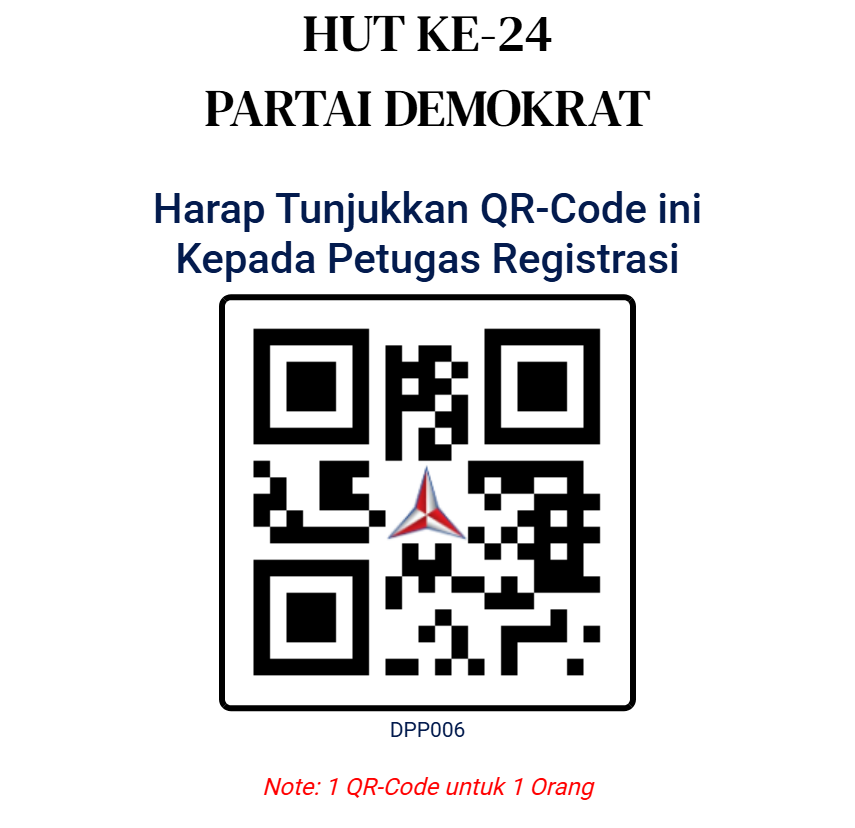 HUT KE-24
PARTAI DEMOKRAT
Harap Tunjukkan QR-Code ini
Kepada Petugas Registrasi
DPP006
Note: 1 QR-Code untuk 1 Orang